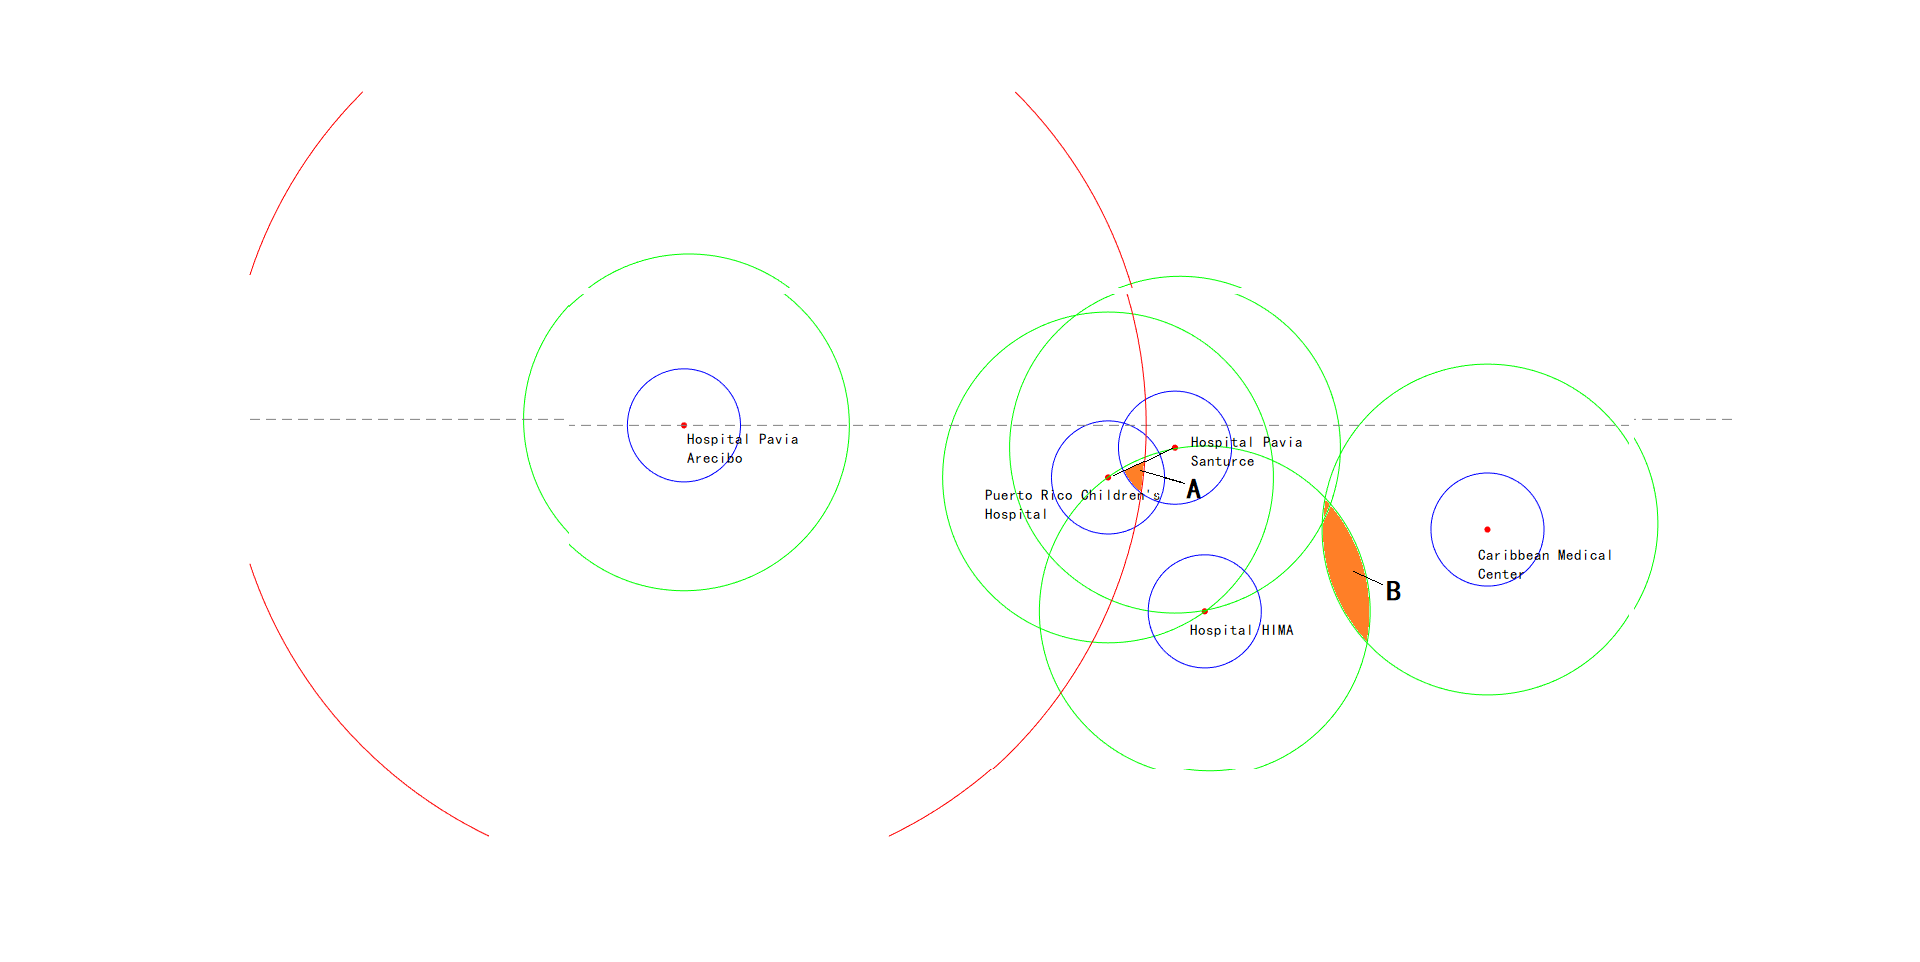 Hospital Pavia
Arecibo
Hospital Pavia
Santurce
A
Puerto Rico Children's
Hospital
Caribbean Medical
Center
B
Hospital HIMA